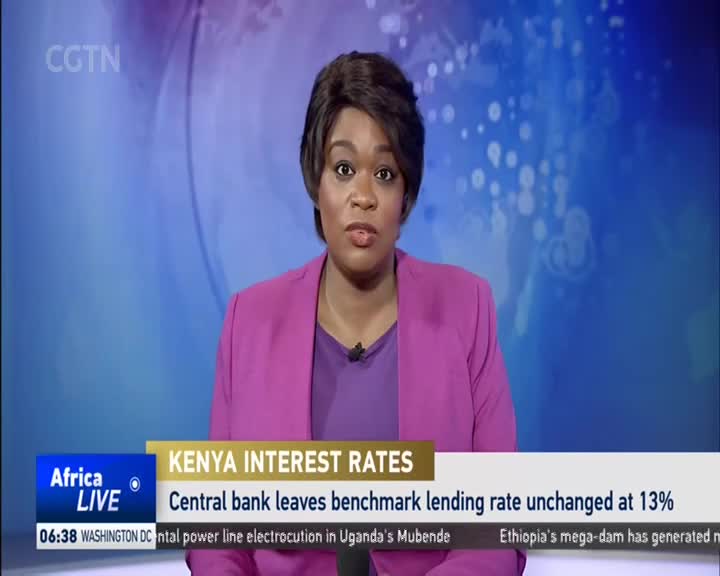 CGTN
KENYA INTEREST RATES
Africa
LIVE
Central bank leaves benchmark lending rate unchanged at 13%
06:38 WASHINGTON DC
power line electrocution in Uganda's Mubende
Ethiopia's mega-dam has generated